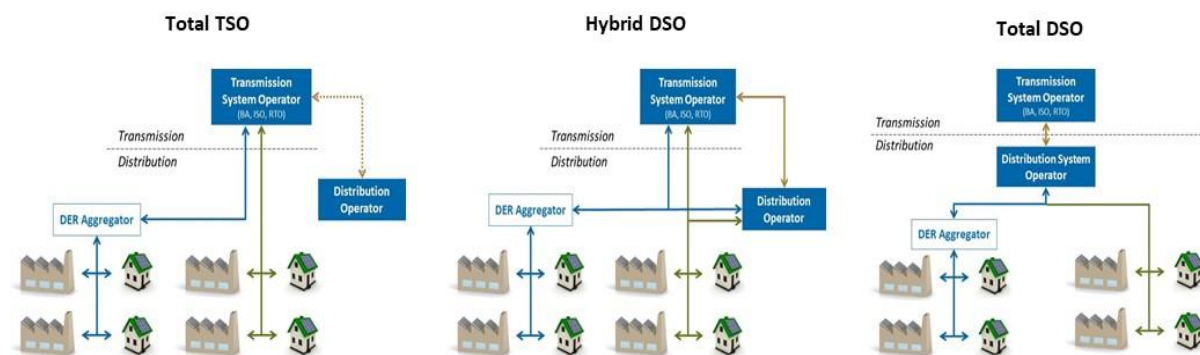 Total TSO
Transmission
System Operator
(BA, ISO, RTO)
Transmission
Distribution
Distribution
Operator
DER Aggregator
Hybrid DSO
Transmission
System Operator
(BA, ISO, RTO)
Transmission
Distribution
Distribution
Operator
DER Aggregator
Total DSO
Transmission
System Operator
(BA, ISO, RTO)
Transmission
Distribution
Distribution System
Operator
DER Aggregator